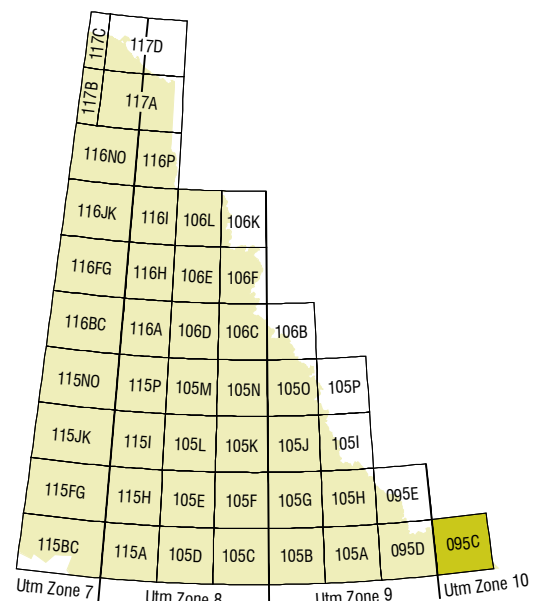 117C 117D
117B 117A
116NO 116P
116JK 116I 106L 106K
116FG 116H 106E 106F
116BC 116A 106D 106C 106B
115NO 115P 105M 105N 105O 105P
115JK 115I 105L 105K 105J 105I
115FG 115H 105E 105F 105G 105H 095E
115BC 115A 105D 105C 105B 105A 095D 095C
Utm Zone 7 Utm Zone 8 Utm Zone 9 Utm Zone 10